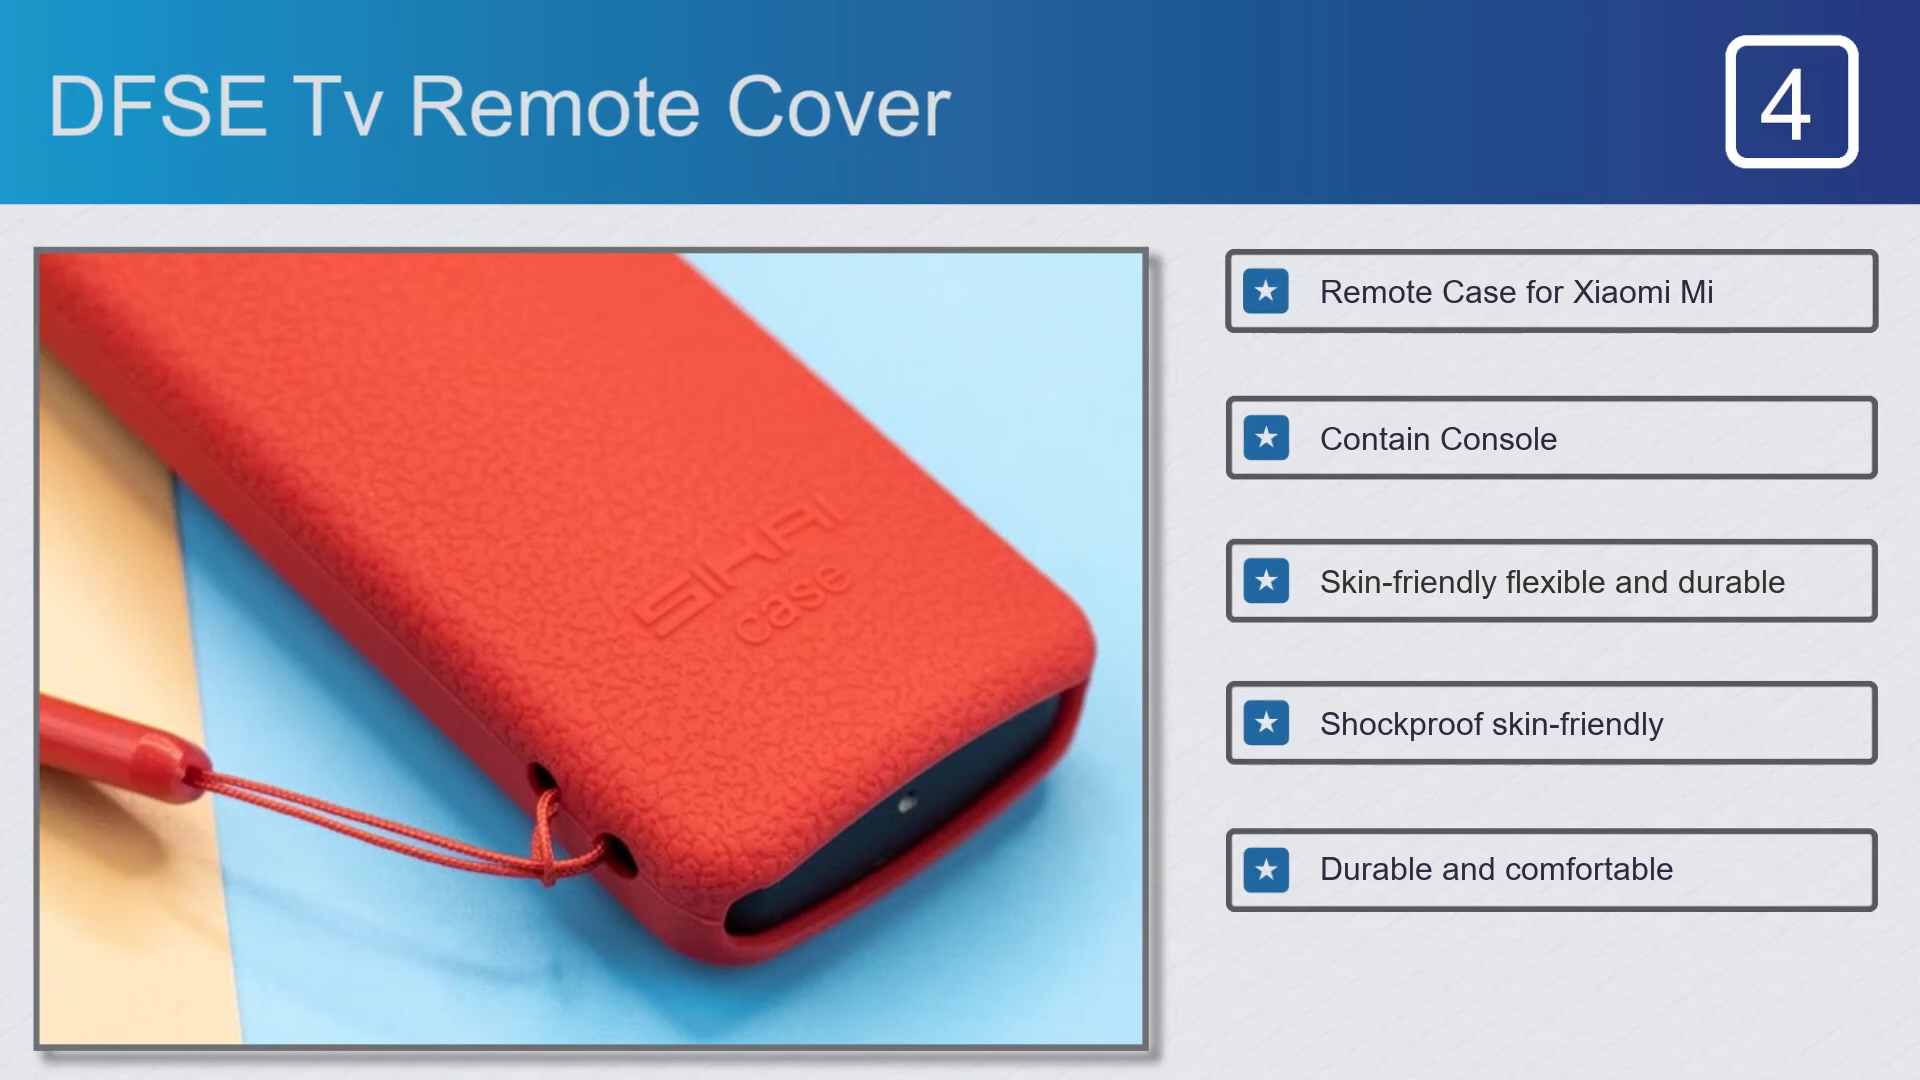 DFSE Tv Remote Cover
4
SIKAI
case
Remote Case for Xiaomi Mi
Contain Console
Skin-friendly flexible and durable
Shockproof skin-friendly
Durable and comfortable